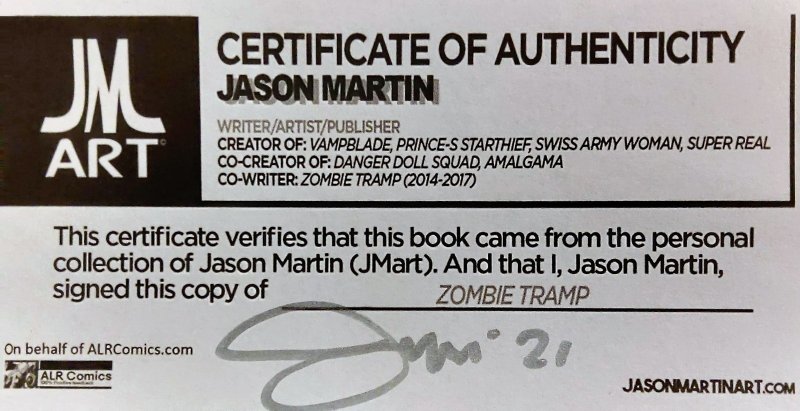 JM
ART
CERTIFICATE OF AUTHENTICITY
JASON MARTIN
WRITER/ARTIST/PUBLISHER
CREATOR OF: VAMPBLADE, PRINCE-S STARTHIEF, SWISS ARMY WOMAN, SUPER REAL
CO-CREATOR OF: DANGER DOLL SQUAD, AMALGAMA
CO-WRITER: ZOMBIE TRAMP (2014-2017)
This certificate verifies that this book came from the personal
collection of Jason Martin (JMart). And that I, Jason Martin,
signed this copy of ZOMBIE TRAMP
'21
On behalf of ALRComics.com
ALR Comics
100% Positive feedback
JASONMARTINART.COM